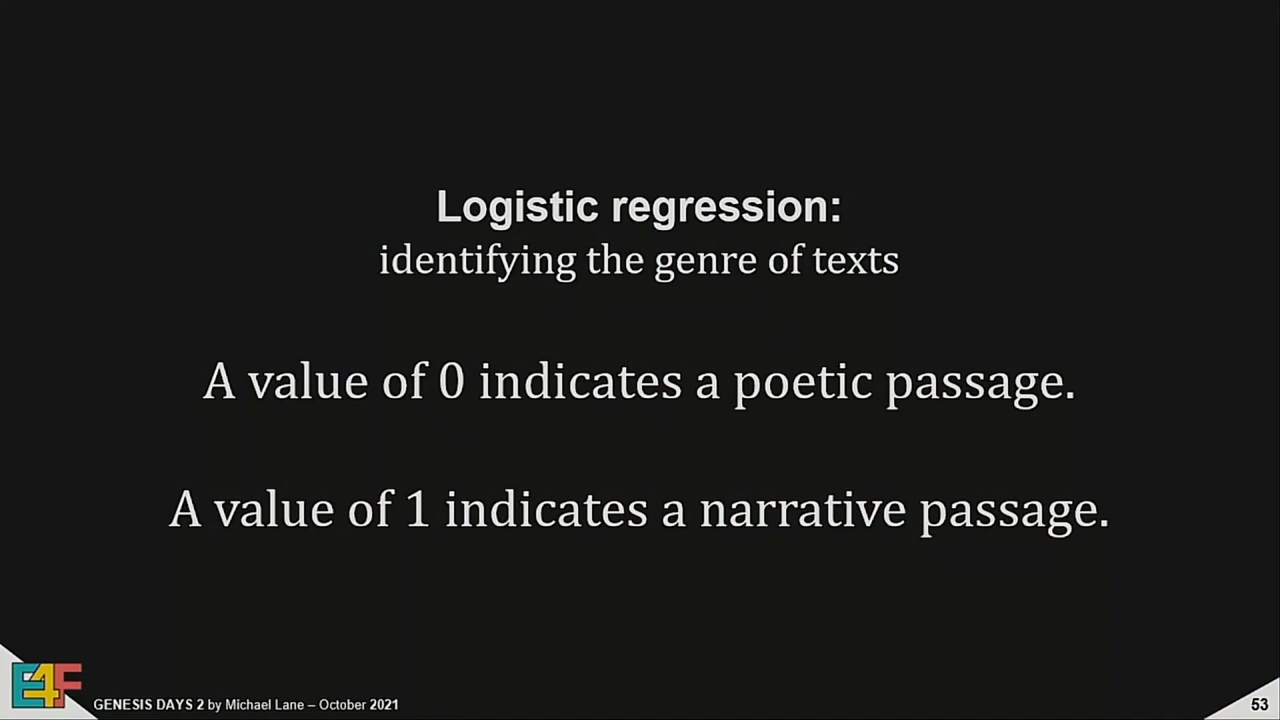 Logistic regression:
identifying the genre of texts
A value of 0 indicates a poetic passage.
A value of 1 indicates a narrative passage.
E4F
GENESIS DAYS 2 by Michael Lane – October 2021
53